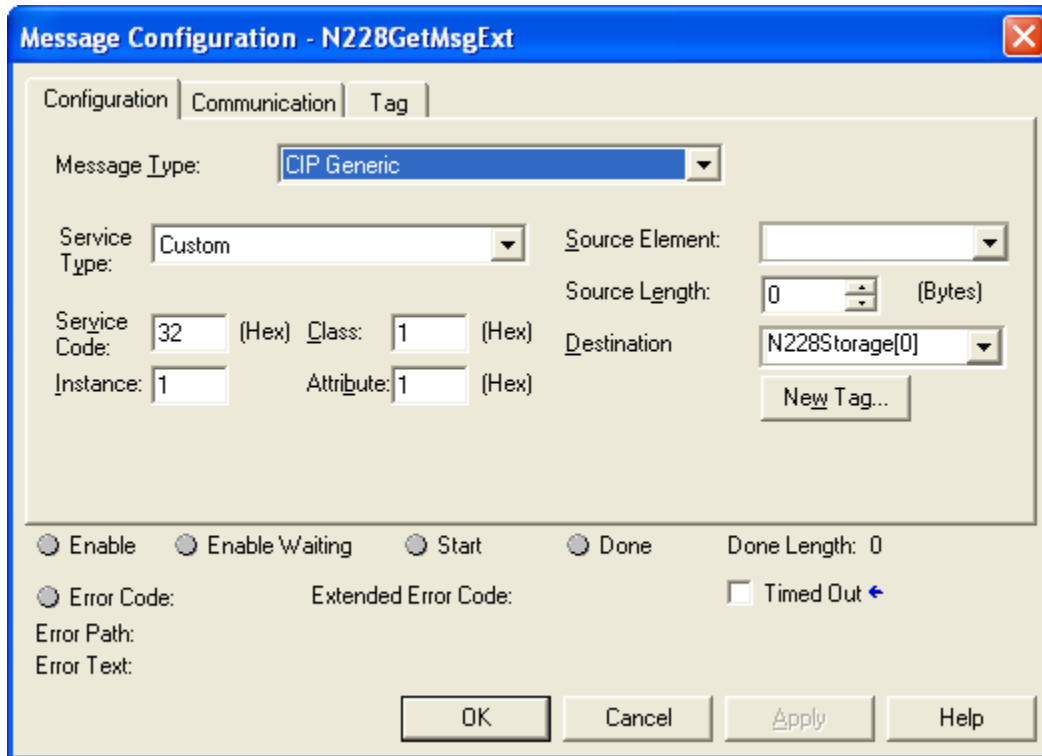 Message Configuration - N228GetMsgExt
Configuration Communication Tag
Message Type: CIP Generic
Service Type: Custom
Source Element:
Source Length: 0 (Bytes)
Service Code: 32 (Hex) Class: 1 (Hex)
Destination N228Storage[0]
Instance: 1 Attribute: 1 (Hex)
New Tag...
Enable Enable Waiting Start Done Done Length: 0
Error Code: Extended Error Code: Timed Out
Error Path:
Error Text:
OK Cancel Apply Help